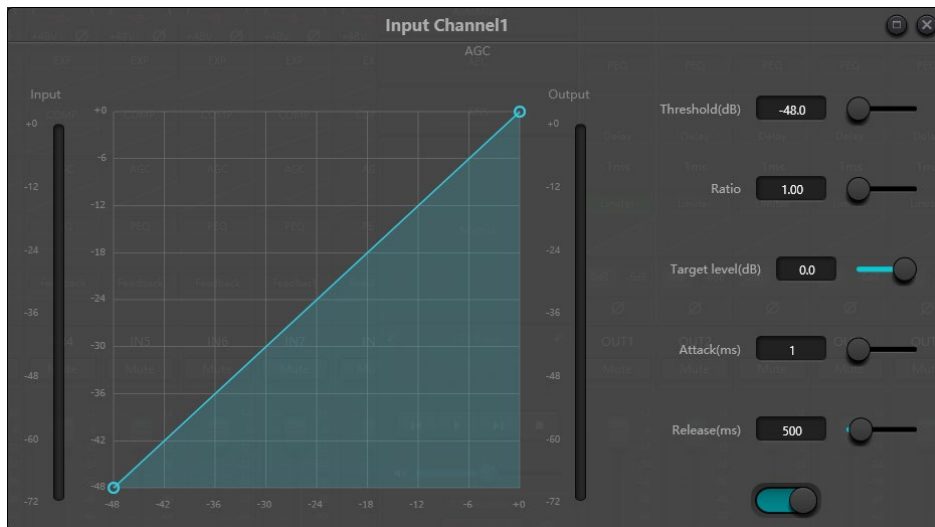 Input Channel1
AGC
Input
Output
Threshold(dB) -48.0
Ratio 1.00
Target level(dB) 0.0
Attack(ms) 1
Release(ms) 500
+0
-12
-24
-36
-48
-60
-72
+0
-6
-12
-18
-24
-30
-36
-42
-48
-48 -42 -36 -30 -24 -18 -12 -6 +0
+0
-12
-24
-36
-48
-60
-72